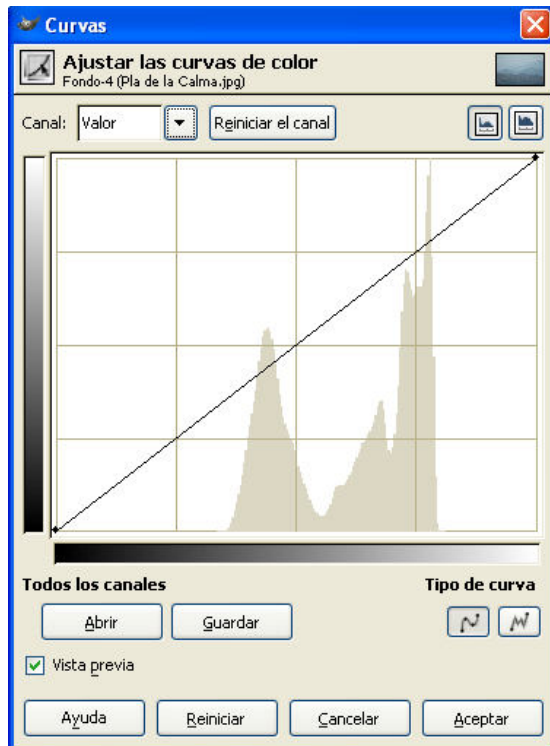 Curvas
Ajustar las curvas de color
Fondo-4 (Pla de la Calma.jpg)
Canal: Valor Reiniciar el canal
Todos los canales Tipo de curva
Abrir Guardar
Vista previa
Ayuda Reiniciar Cancelar Aceptar